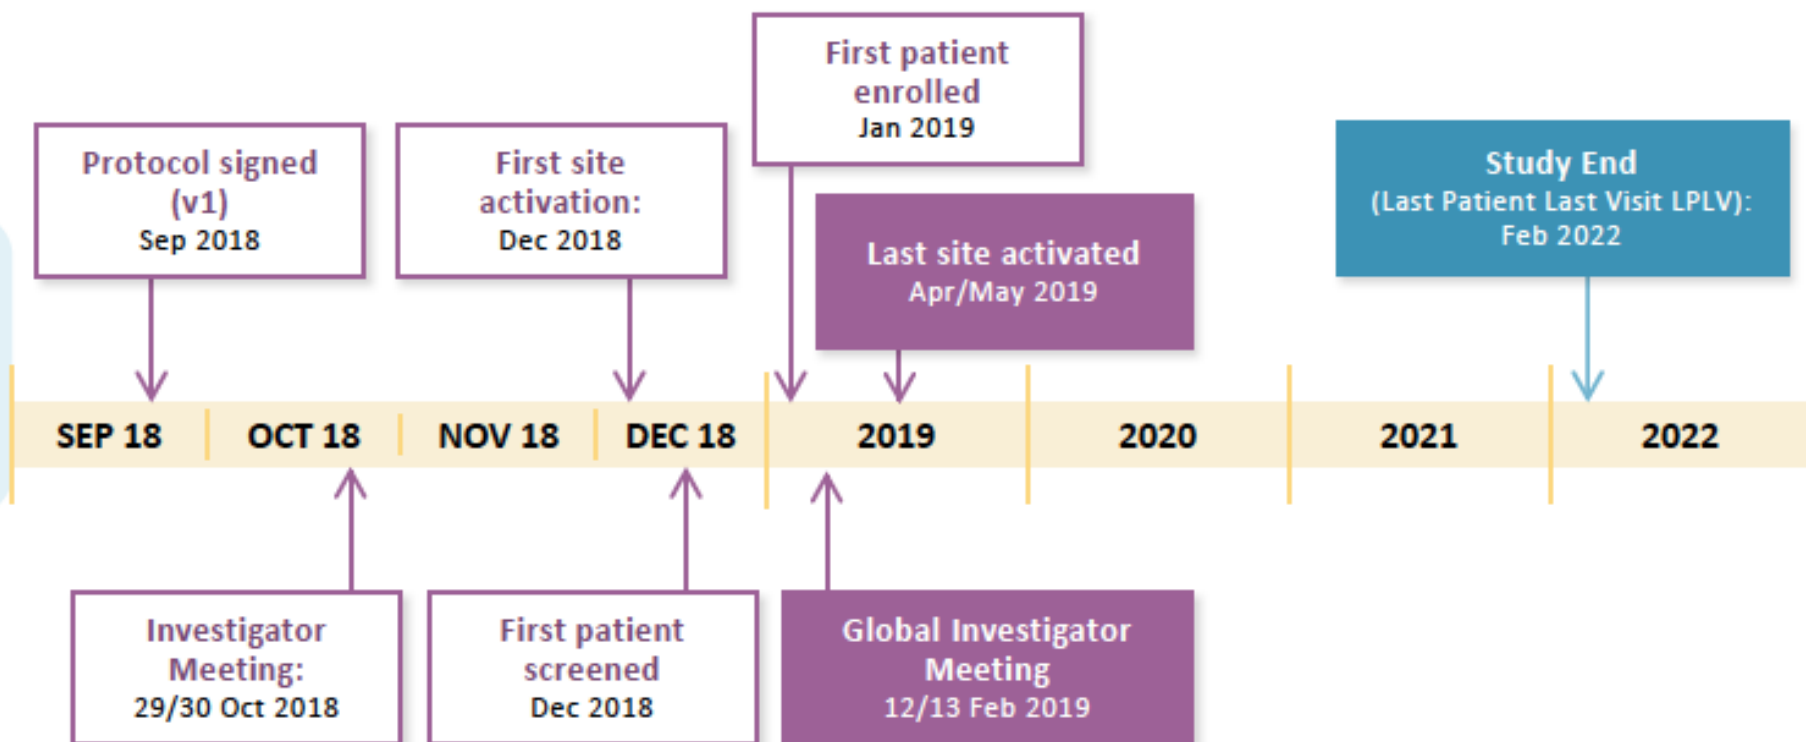 First patient
enrolled
Jan 2019
Protocol signed
(v1)
Sep 2018
First site
activation:
Dec 2018
Last site activated
Apr/May 2019
Study End
(Last Patient Last Visit LPLV):
Feb 2022
SEP 18 OCT 18 NOV 18 DEC 18 2019 2020 2021 2022
Investigator
Meeting:
29/30 Oct 2018
First patient
screened
Dec 2018
Global Investigator
Meeting
12/13 Feb 2019